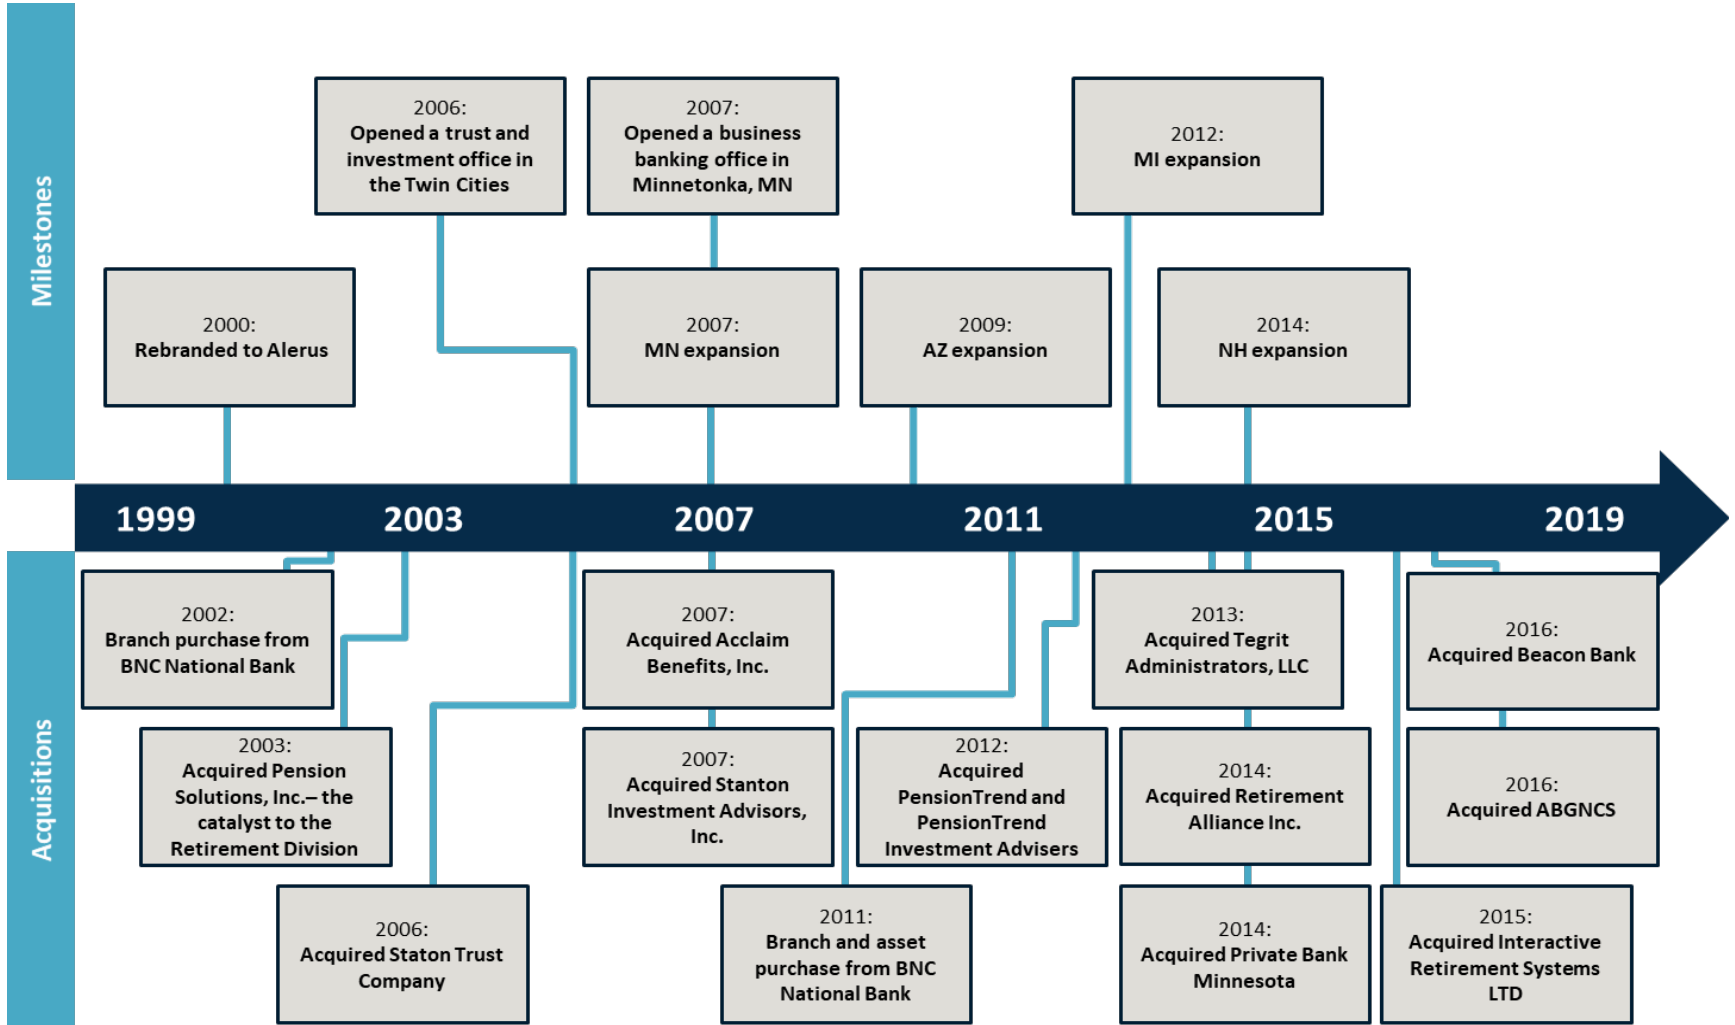 Milestones
2006:
Opened a trust and
investment office in
the Twin Cities
2007:
Opened a business
banking office in
Minnetonka, MN
2012:
MI expansion
2000:
Rebranded to Alerus
2007:
MN expansion
2009:
AZ expansion
2014:
NH expansion
1999
2003
2007
2011
2015
2019
Acquisitions
2002:
Branch purchase from
BNC National Bank
2007:
Acquired Acclaim
Benefits, Inc.
2013:
Acquired Tegrit
Administrators, LLC
2016:
Acquired Beacon Bank
2003:
Acquired Pension
Solutions, Inc.– the
catalyst to the
Retirement Division
2007:
Acquired Stanton
Investment Advisors,
Inc.
2012:
Acquired
PensionTrend and
PensionTrend
Investment Advisers
2014:
Acquired Retirement
Alliance Inc.
2016:
Acquired ABGNCS
2006:
Acquired Staton Trust
Company
2011:
Branch and asset
purchase from BNC
National Bank
2014:
Acquired Private Bank
Minnesota
2015:
Acquired Interactive
Retirement Systems
LTD